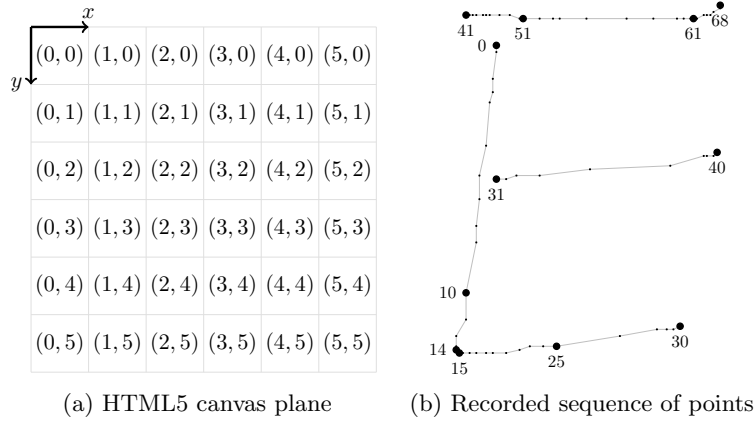 x
y
(0, 0) (1, 0) (2, 0) (3, 0) (4, 0) (5, 0)
(0, 1) (1, 1) (2, 1) (3, 1) (4, 1) (5, 1)
(0, 2) (1, 2) (2, 2) (3, 2) (4, 2) (5, 2)
(0, 3) (1, 3) (2, 3) (3, 3) (4, 3) (5, 3)
(0, 4) (1, 4) (2, 4) (3, 4) (4, 4) (5, 4)
(0, 5) (1, 5) (2, 5) (3, 5) (4, 5) (5, 5)
(a) HTML5 canvas plane
41 51 61 68
0
31 40
10
14
15 25 30
(b) Recorded sequence of points